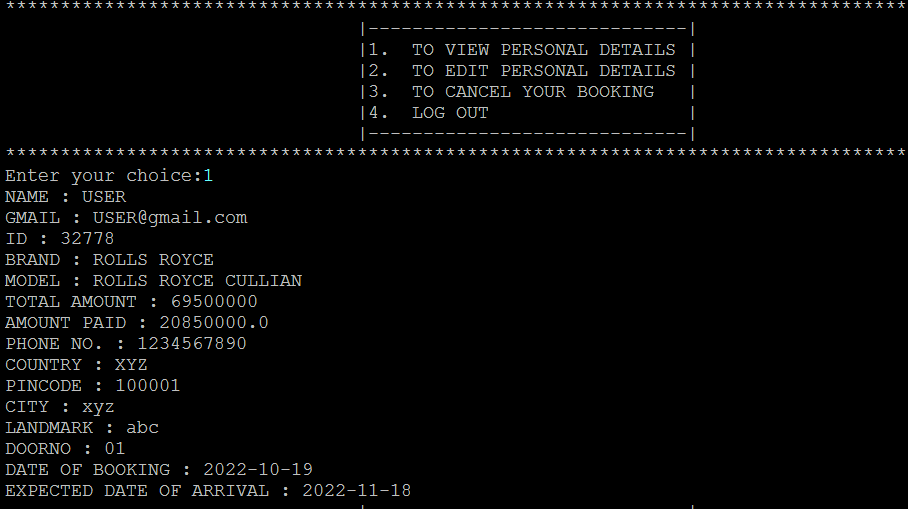 **********************************************************************************
|-----------------------------|
|1.  TO VIEW PERSONAL DETAILS |
|2.  TO EDIT PERSONAL DETAILS |
|3.  TO CANCEL YOUR BOOKING   |
|4.  LOG OUT                  |
|-----------------------------|
**********************************************************************************
Enter your choice:1
NAME : USER
GMAIL : USER@gmail.com
ID : 32778
BRAND : ROLLS ROYCE
MODEL : ROLLS ROYCE CULLIAN
TOTAL AMOUNT : 69500000
AMOUNT PAID : 20850000.0
PHONE NO. : 1234567890
COUNTRY : XYZ
PINCODE : 100001
CITY : xyz
LANDMARK : abc
DOORNO : 01
DATE OF BOOKING : 2022-10-19
EXPECTED DATE OF ARRIVAL : 2022-11-18